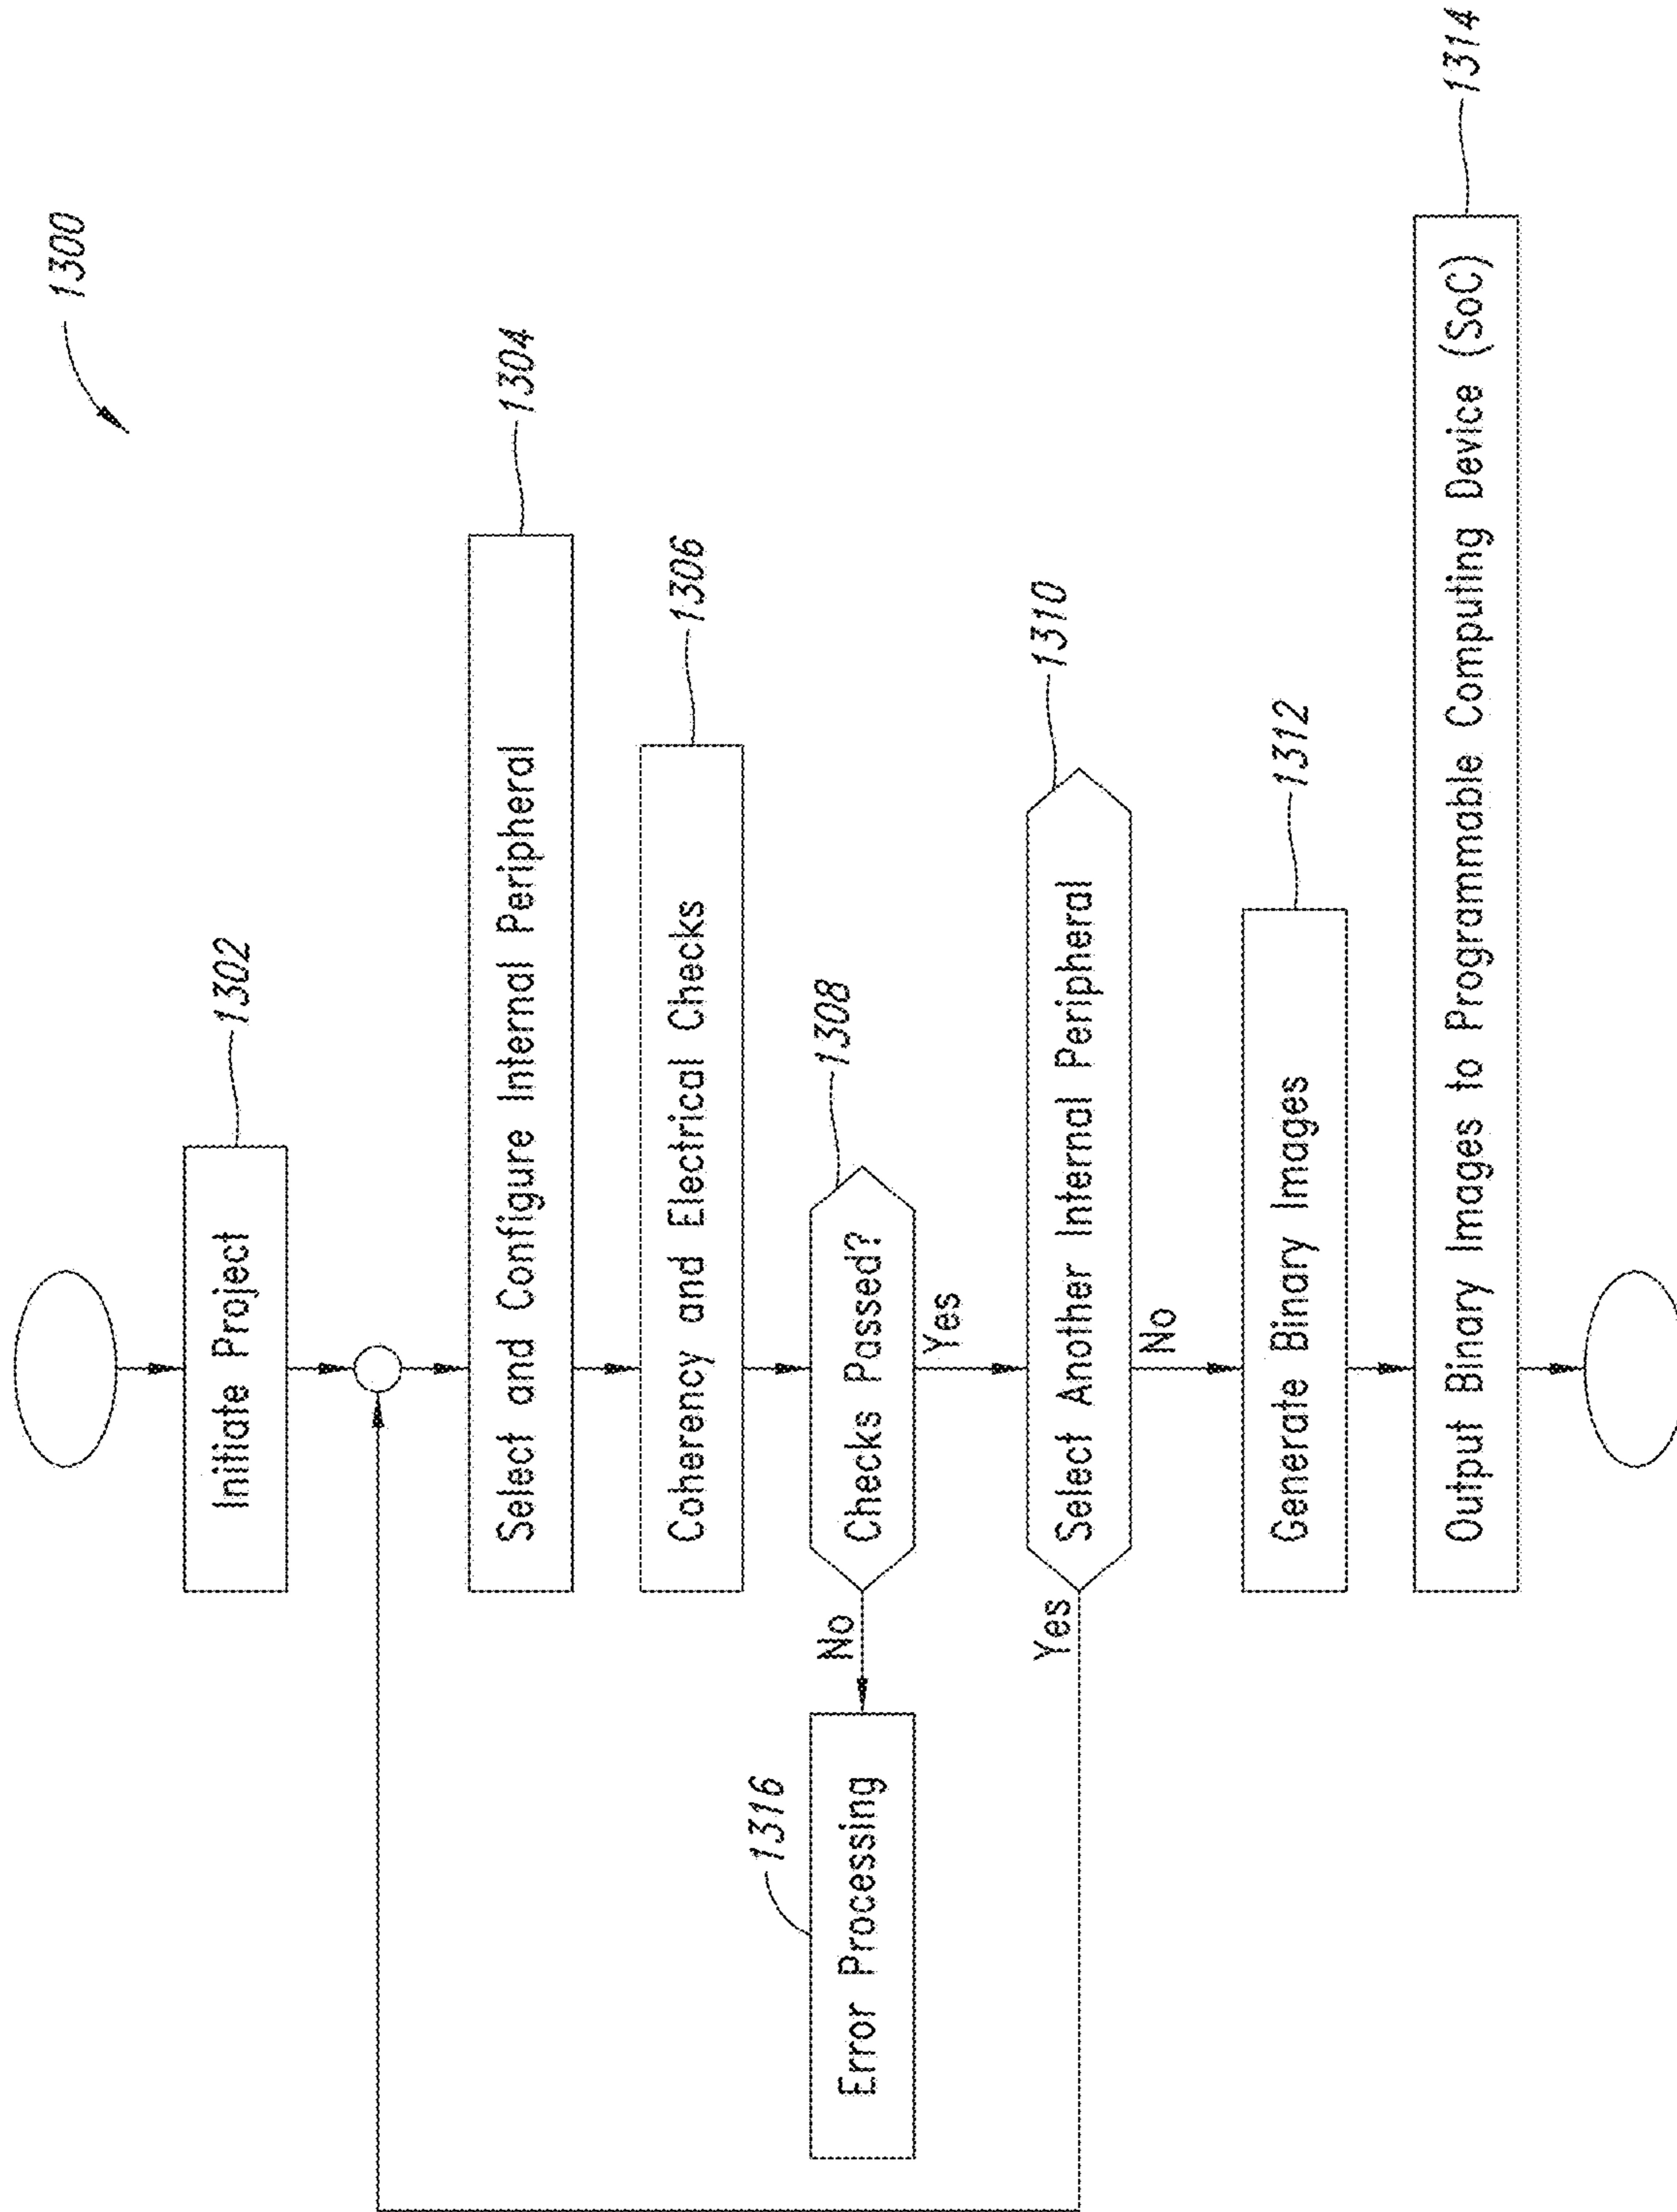 1300
Initiate Project
1302
Select and Configure Internal Peripheral
1304
Coherency and Electrical Checks
1306
Checks Passed?
1308
No
Yes
Error Processing
1316
Select Another Internal Peripheral
1310
Yes
No
Generate Binary Images
1312
Output Binary Images to Programmable Computing Device (SoC)
1314